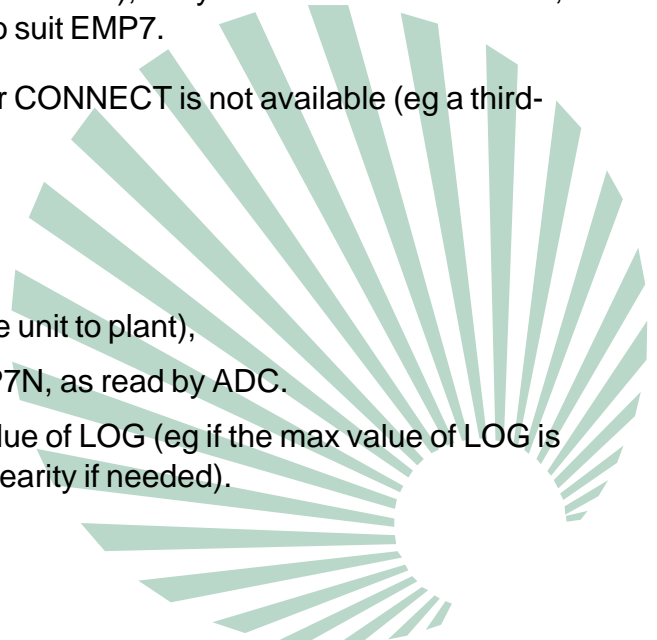 o suit EMP7.
r CONNECT is not available (eg a third-
e unit to plant),
P7N, as read by ADC.
lue of LOG (eg if the max value of LOG is
earity if needed).